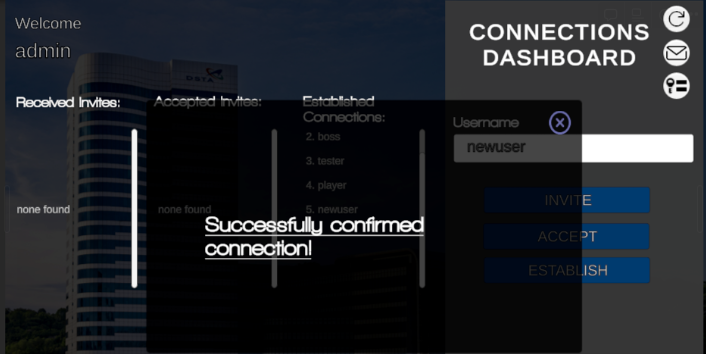 Welcome
admin
CONNECTIONS
DASHBOARD
Received Invites:
Accepted Invites:
Established
Connections:
2. boss
3. tester
4. player
5. newuser
none found
none found
Username
newuser
INVITE
ACCEPT
ESTABLISH
Successfully confirmed
connection!